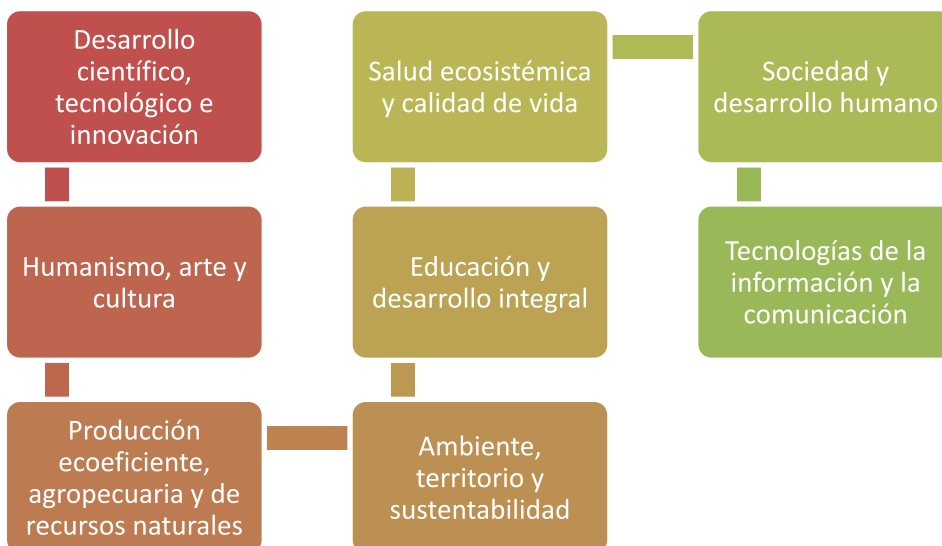 Desarrollo
científico,
tecnológico e
innovación
Humanismo, arte y
cultura
Producción
ecoeficiente,
agropecuaria y de
recursos naturales
Ambiente,
territorio y
sustentabilidad
Educación y
desarrollo integral
Salud ecosistémica
y calidad de vida
Sociedad y
desarrollo humano
Tecnologías de la
información y la
comunicación